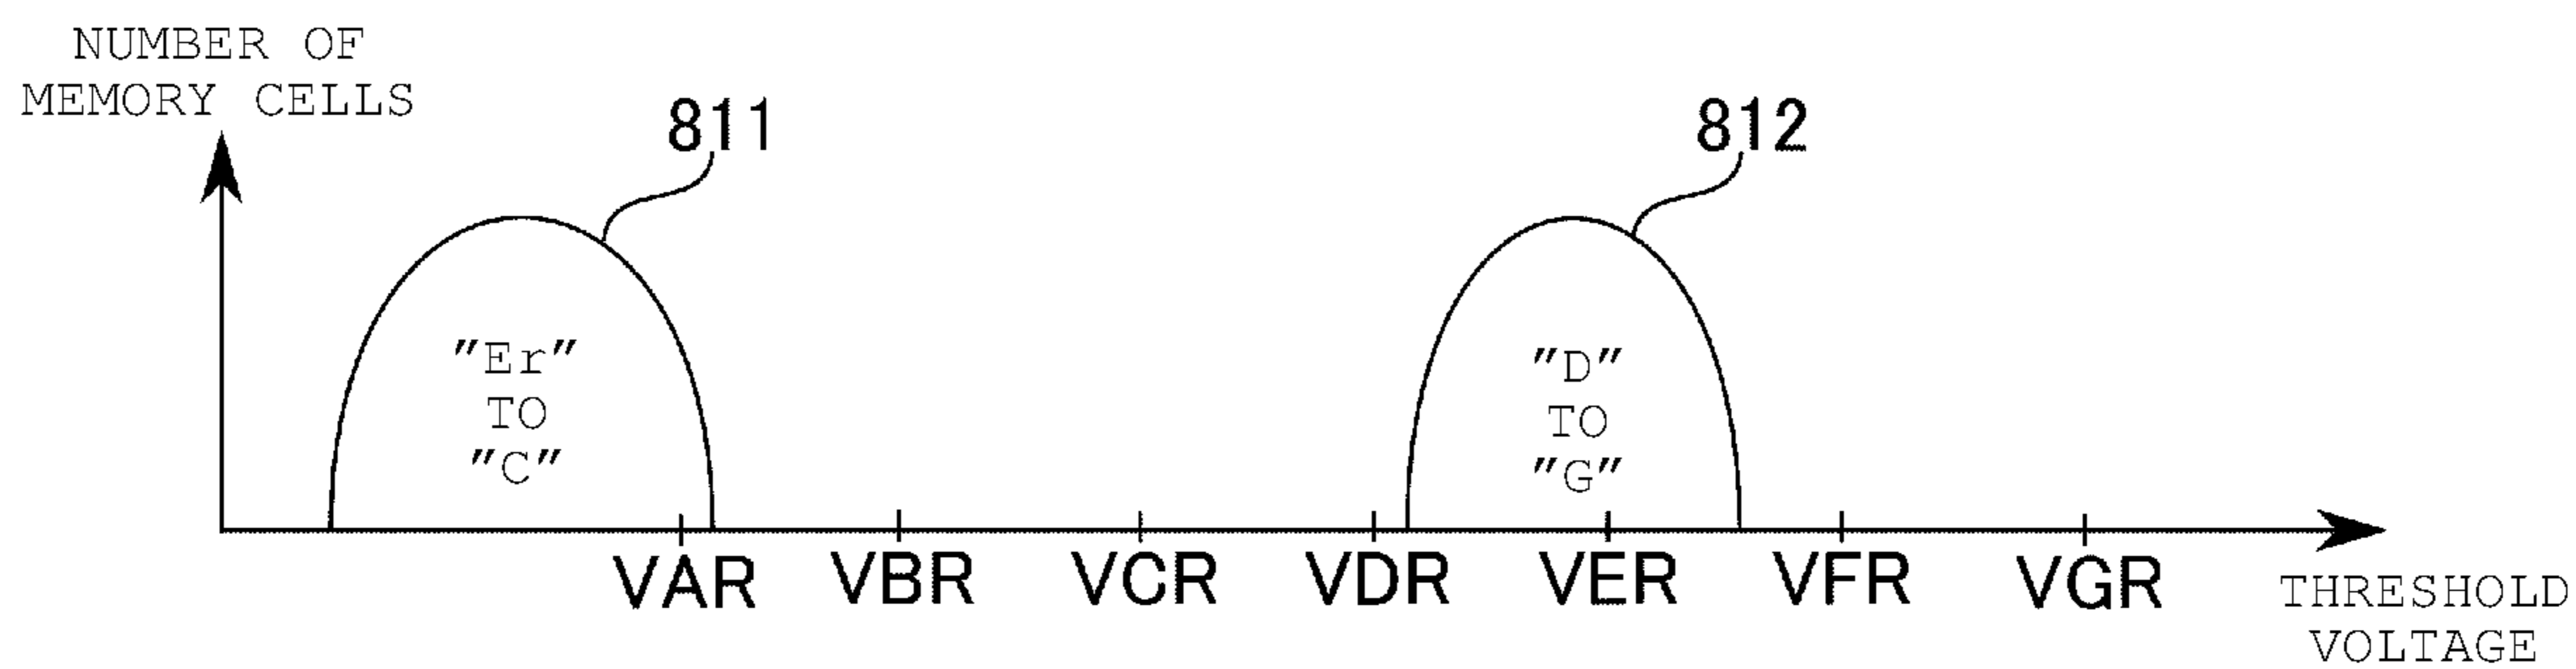 NUMBER OF
MEMORY CELLS
811
812
"Er"
TO
"C"
"D"
TO
"G"
VAR VBR VCR VDR VER VFR VGR
THRESHOLD
VOLTAGE